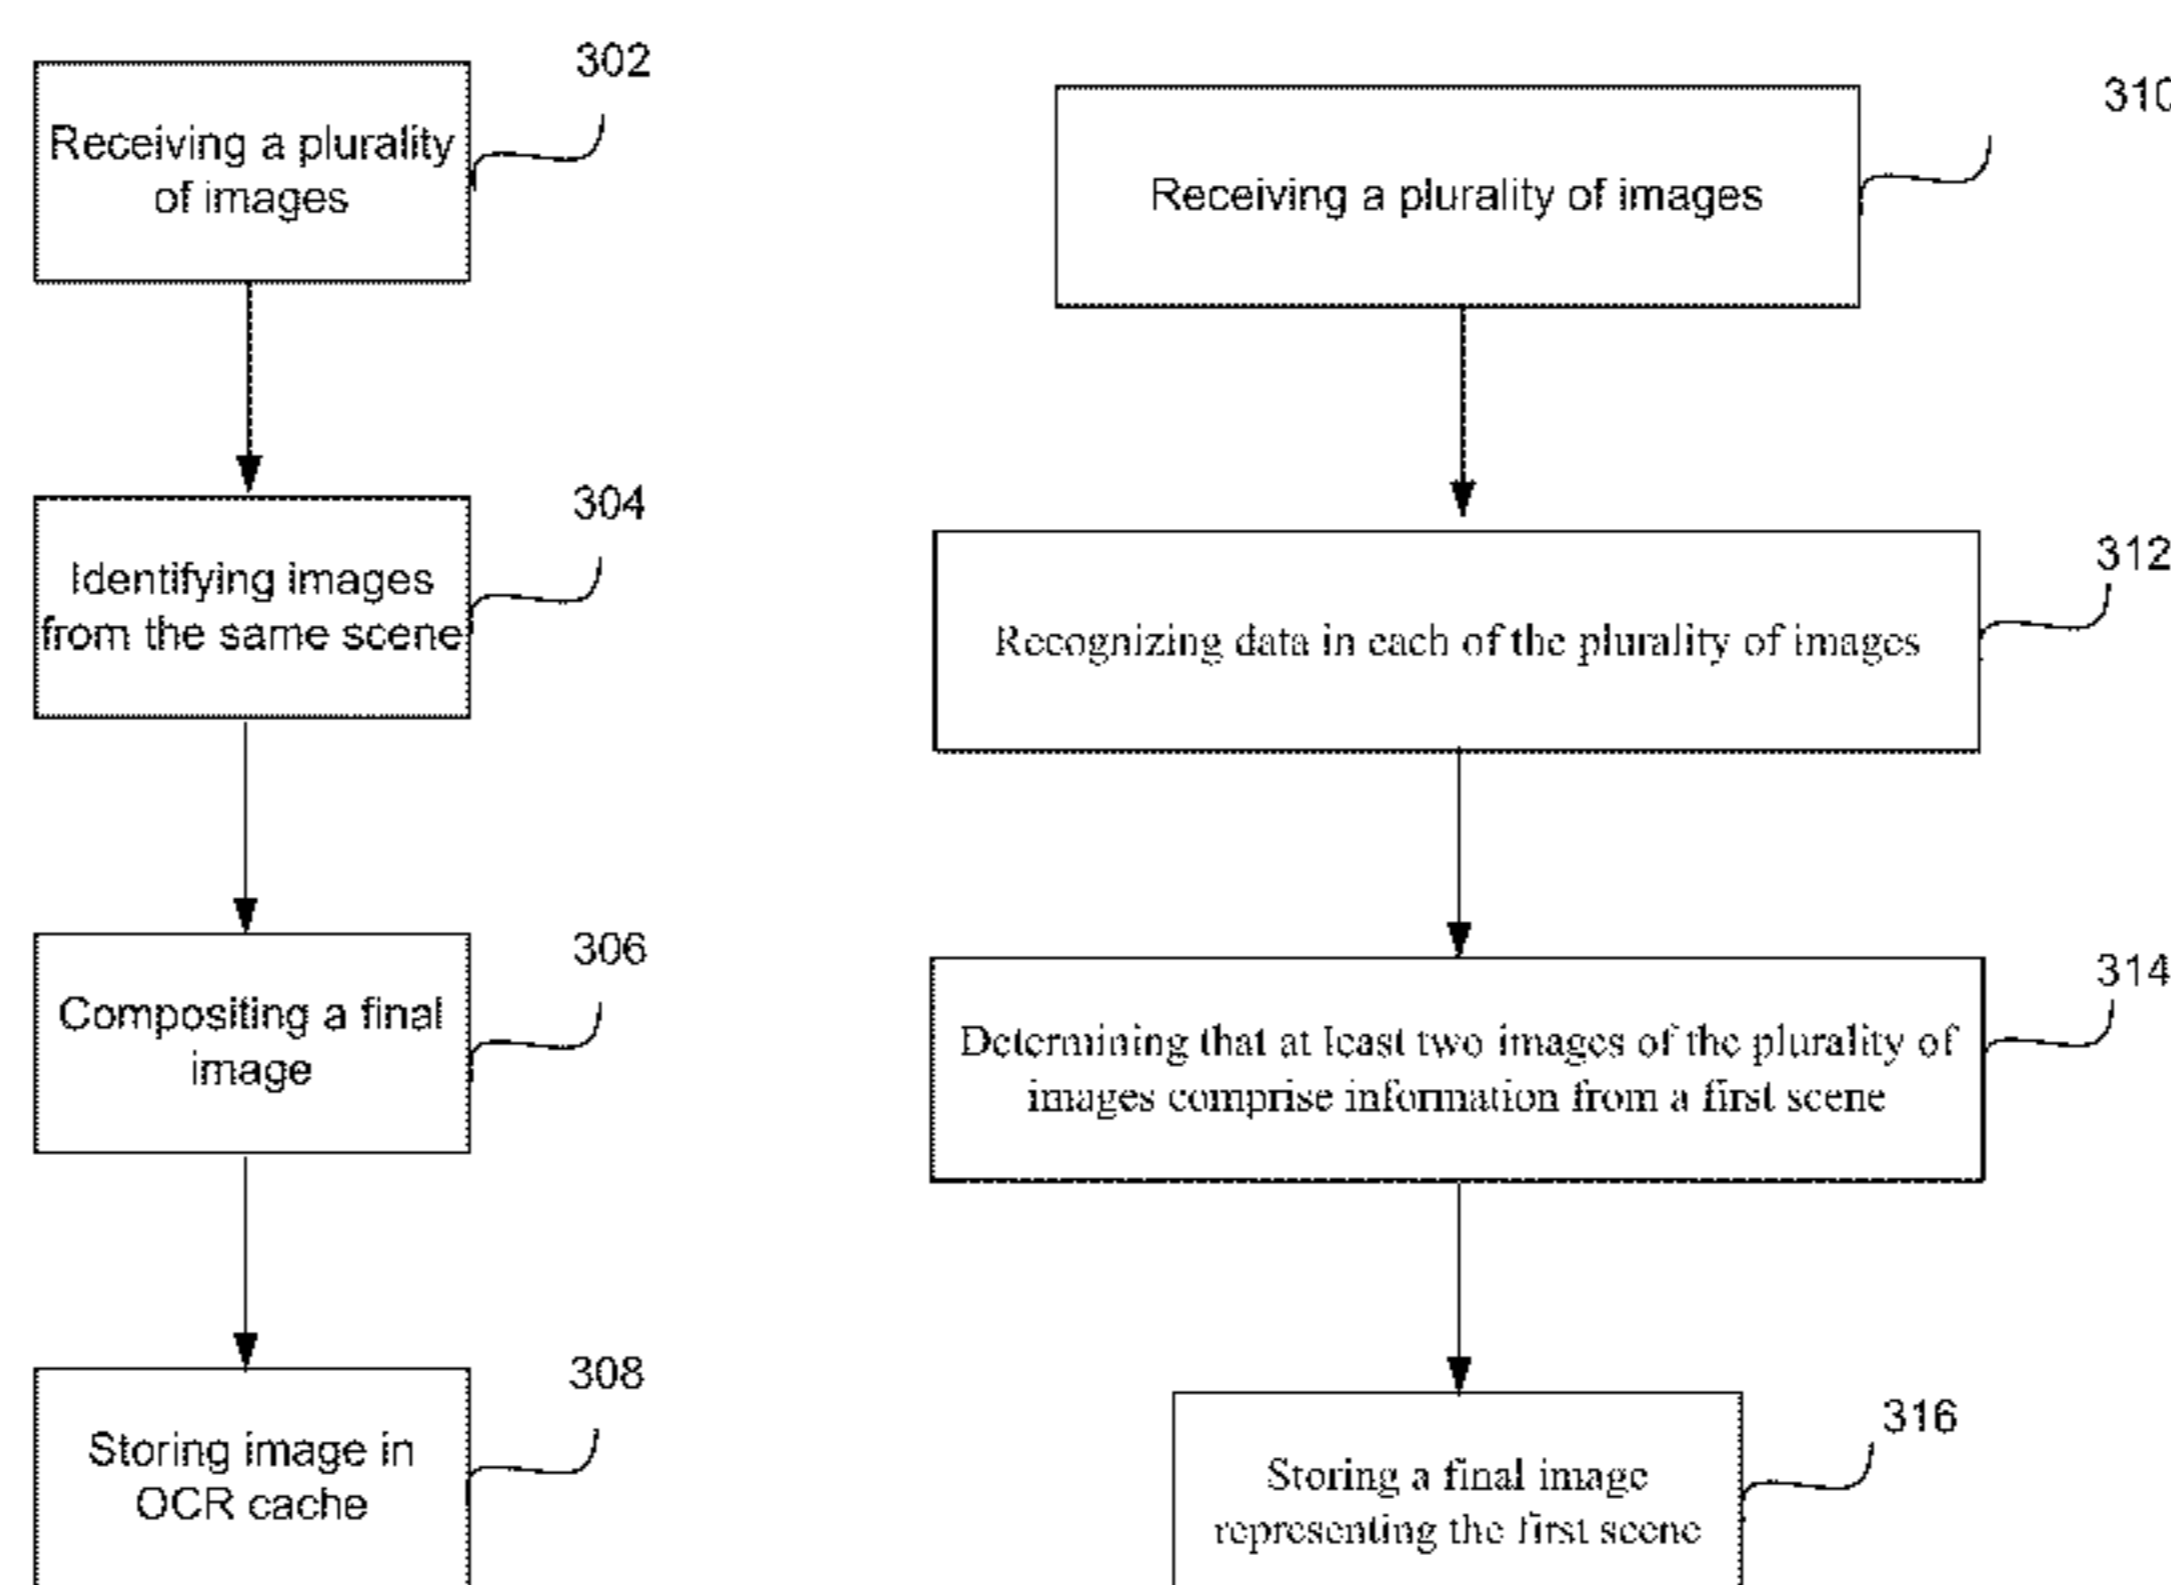 302
Receiving a plurality
of images
304
Identifying images
from the same scene
306
Compositing a final
image
308
Storing image in
OCR cache
310
Receiving a plurality of images
312
Recognizing data in each of the plurality of images
314
Determining that at least two images of the plurality of
images comprise information from a first scene
316
Storing a final image
representing the first scene